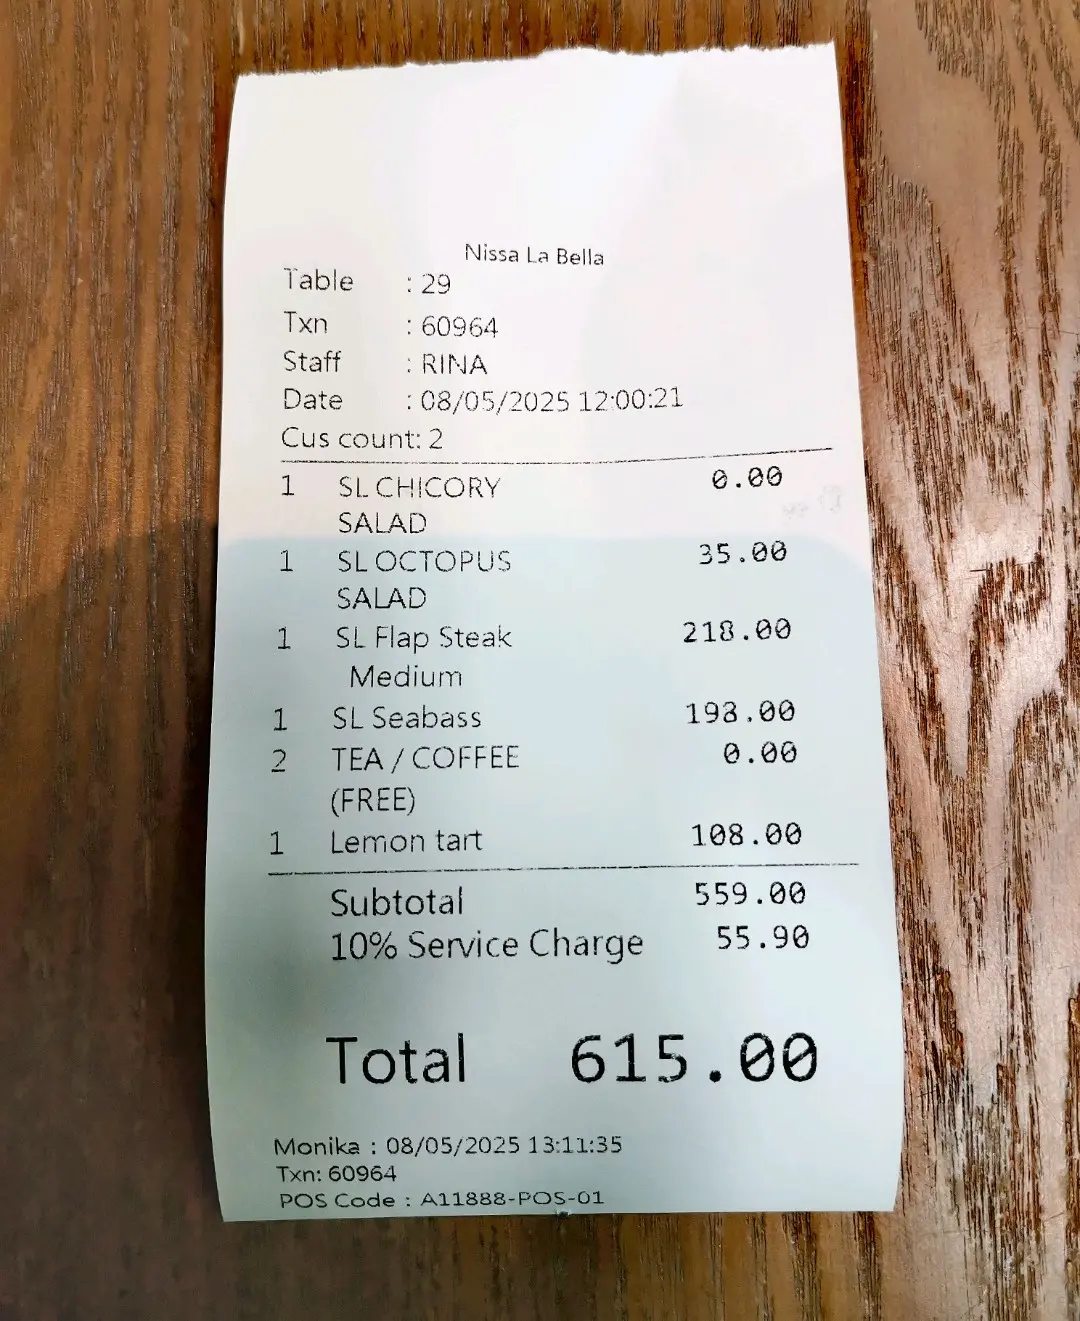 Nissa La Bella
Table : 29
Txn : 60964
Staff : RINA
Date : 08/05/2025 12:00:21
Cus count: 2
1 SL CHICORY 0.00
SALAD
1 SL OCTOPUS 35.00
SALAD
1 SL Flap Steak 218.00
Medium
1 SL Seabass 198.00
2 TEA / COFFEE 0.00
(FREE)
1 Lemon tart 108.00
Subtotal 559.00
10% Service Charge 55.90
Total 615.00
Monika : 08/05/2025 13:11:35
Txn: 60964
POS Code : A11888-POS-01